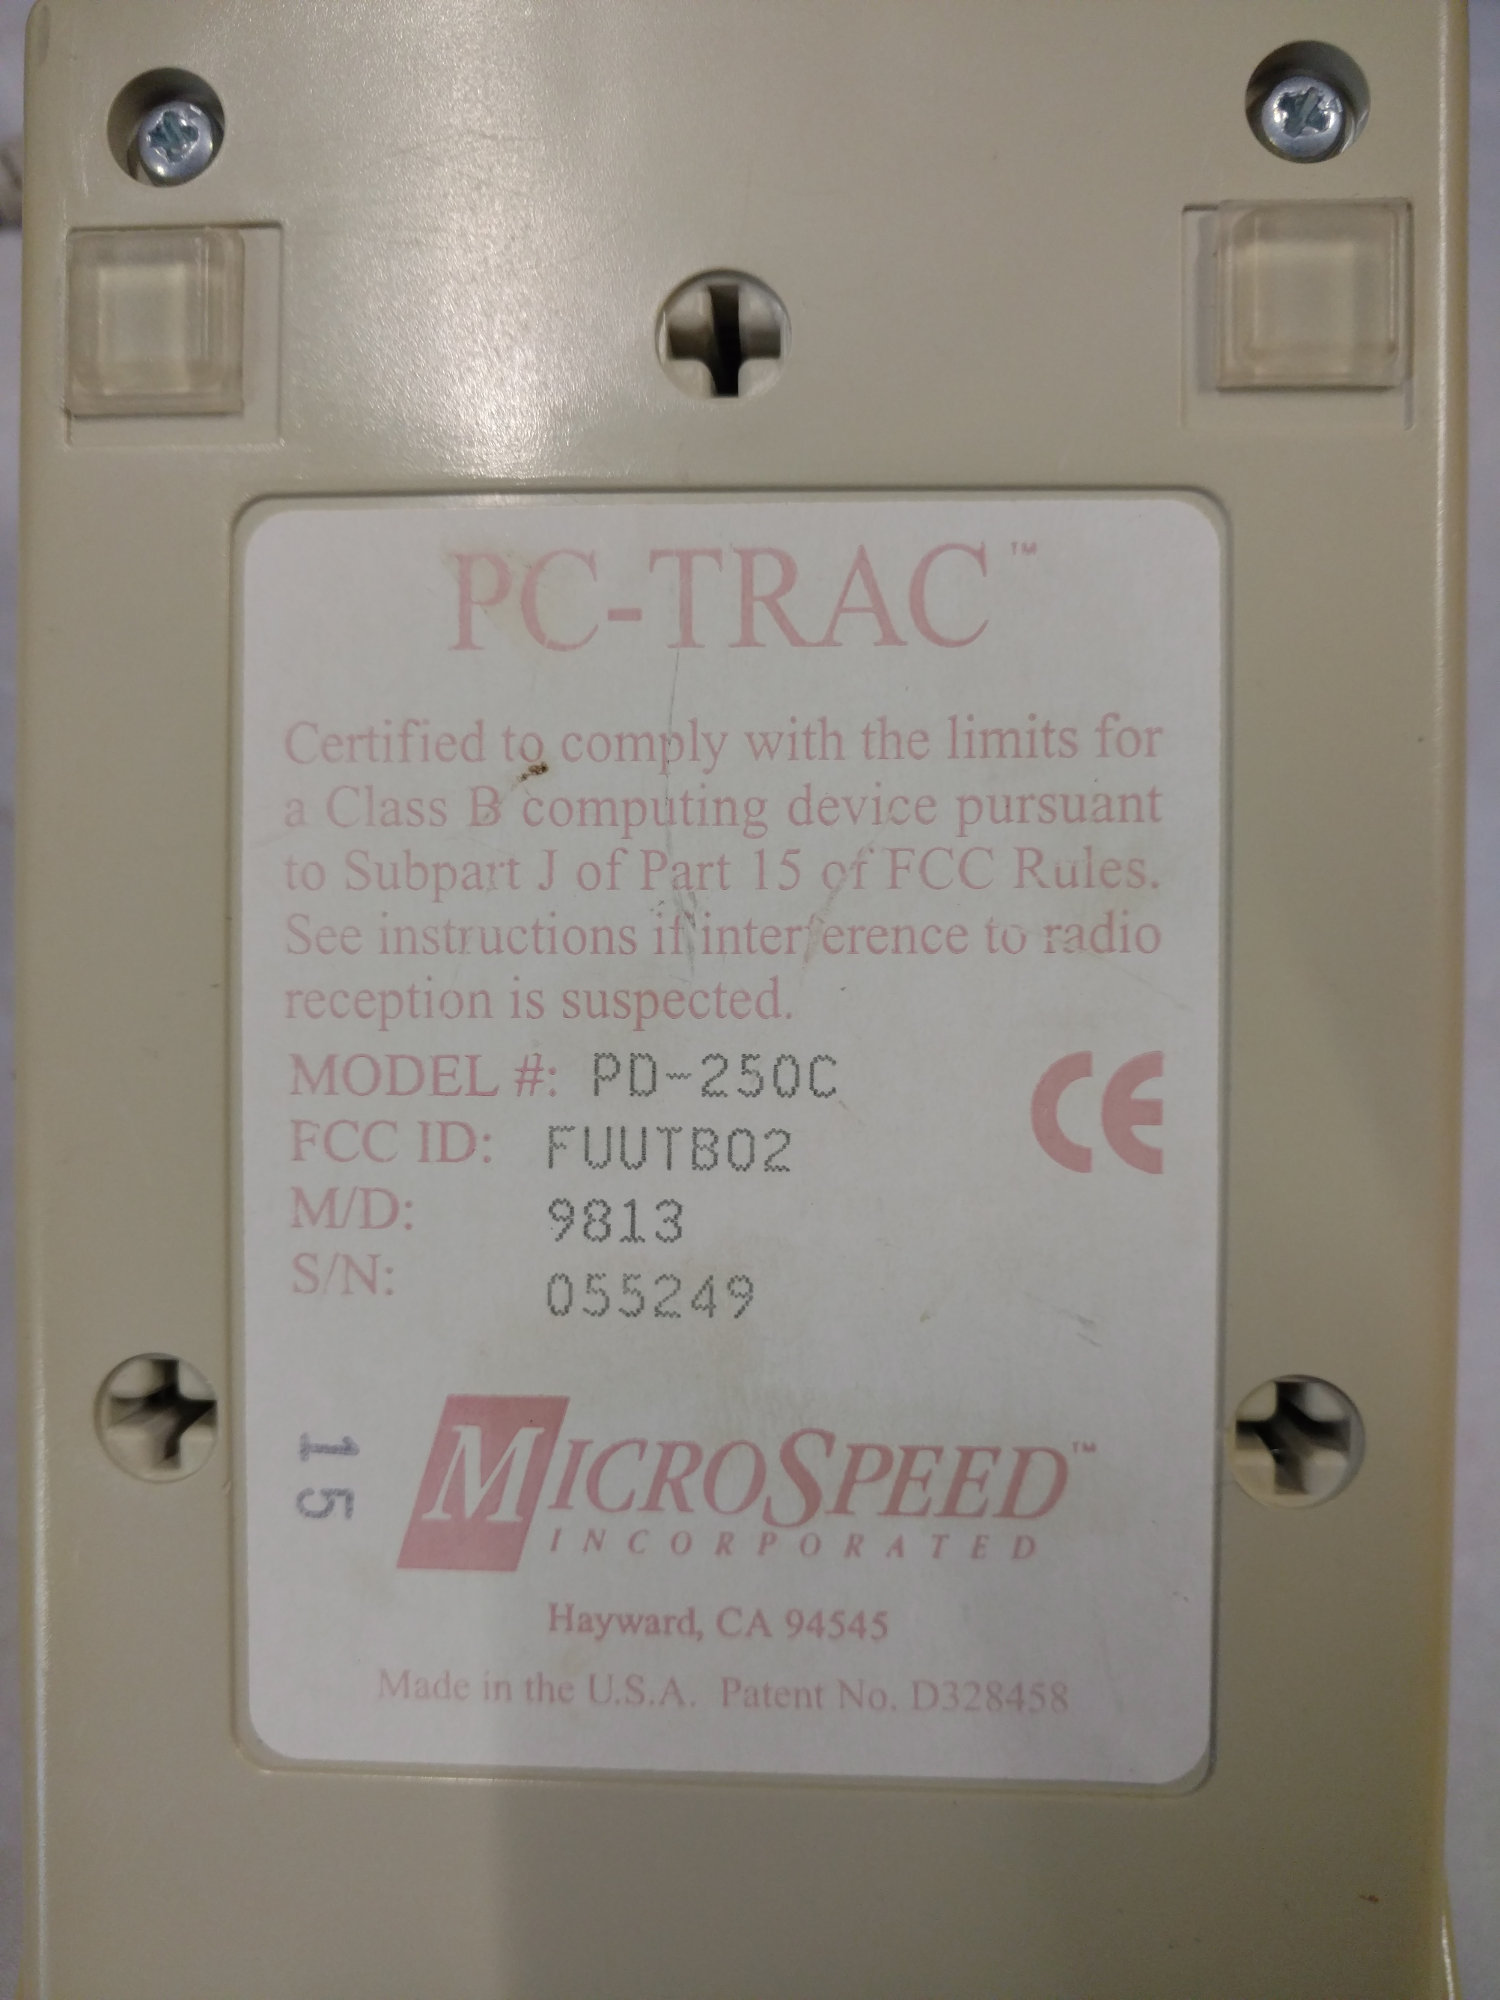 PC-TRAC™
Certified to comply with the limits for
a Class B computing device pursuant
to Subpart J of Part 15 of FCC Rules.
See instructions if interference to radio
reception is suspected.
MODEL #: PD-250C
CE
FCC ID: FUUTB02
M/D: 9813
S/N: 055249
15
MICROSPEED™
INCORPORATED
Hayward, CA 94545
Made in the U.S.A. Patent No. D328458